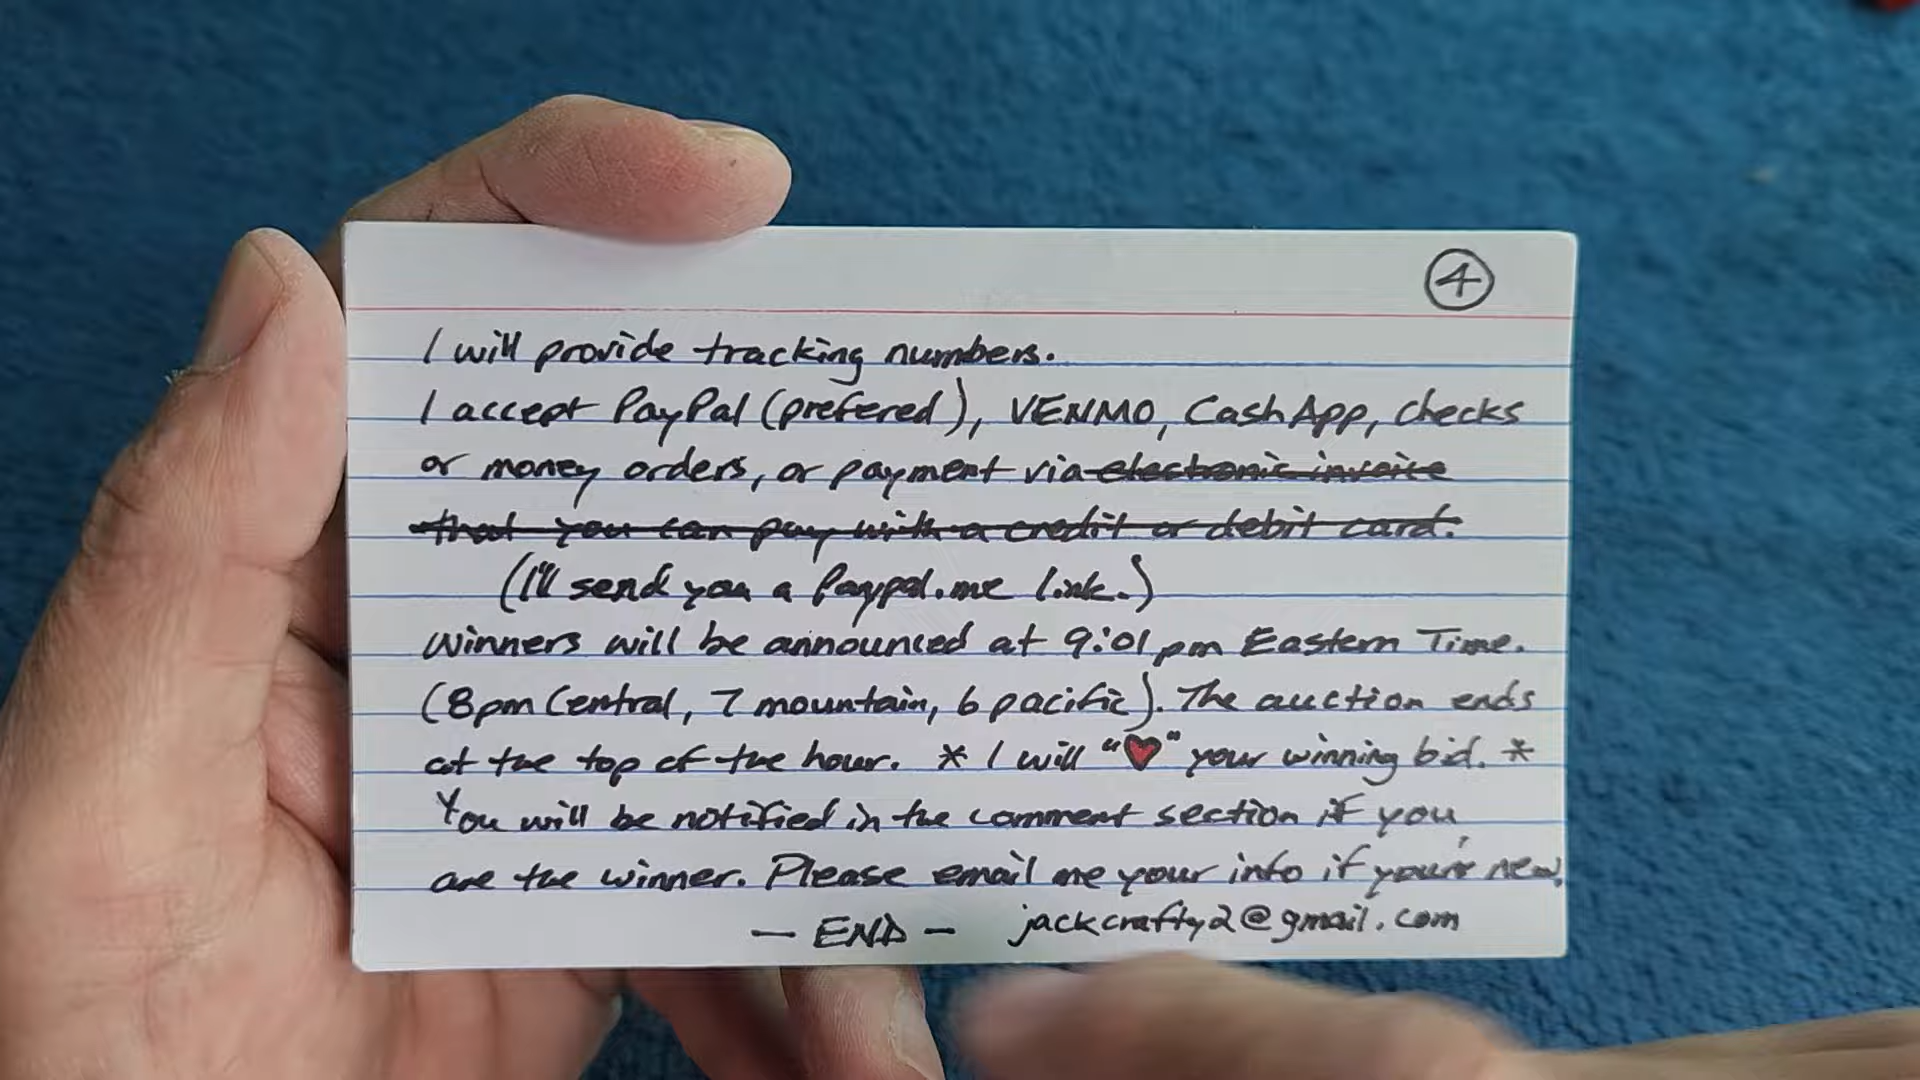 4
I will provide tracking numbers.
I accept PayPal (prefered), VENMO, CashApp, checks
or money orders, or payment via electronic invoice
that you can pay with a credit or debit card.
(I'll send you a Paypal.me link.)
Winners will be announced at 9:01 pm Eastern Time.
(8pm Central, 7 mountain, 6 pacific). The auction ends
at the top of the hour. * I will "❤" your winning bid. *
You will be notified in the comment section if you
are the winner. Please email me your info if you're new.
— END — jackcrafty2@gmail.com